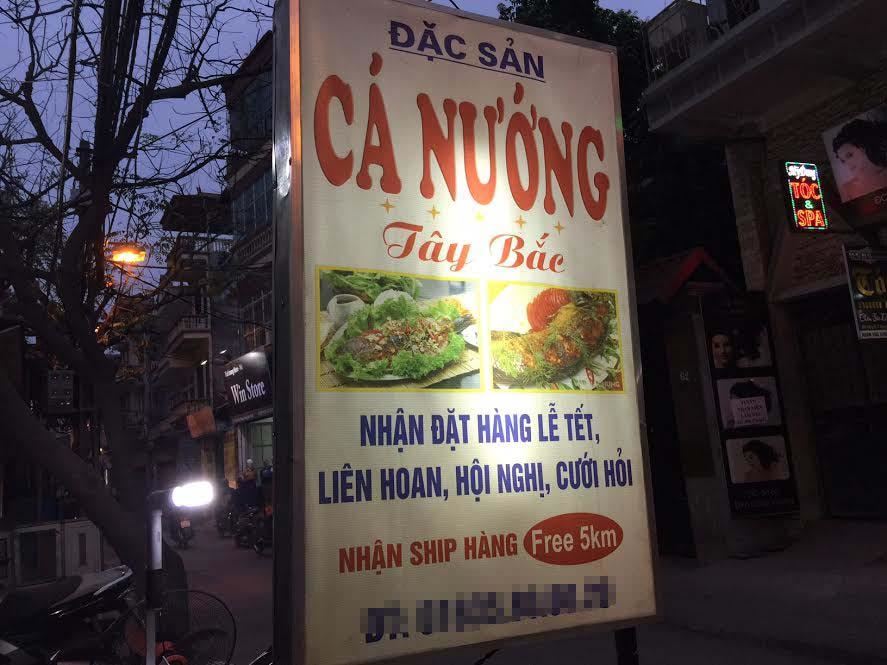 ĐẶC SẢN
CÁ NƯỚNG
Tây Bắc
NHẬN ĐẶT HÀNG LỄ TẾT,
LIÊN HOAN, HỘI NGHỊ, CƯỚI HỎI
NHẬN SHIP HÀNG Free 5km
Win Store
TÓC
&
SPA